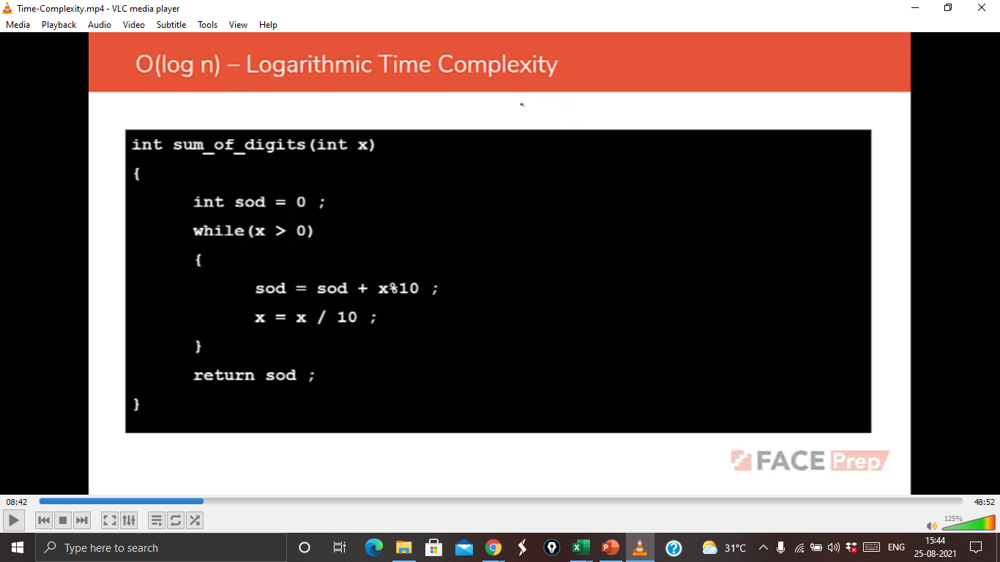 Time-Complexity.mp4 - VLC media player
Media Playback Audio Video Subtitle Tools View Help
O(log n) – Logarithmic Time Complexity
int sum_of_digits(int x)
{
int sod = 0 ;
while(x > 0)
{
sod = sod + x%10 ;
x = x / 10 ;
}
return sod ;
}
FACE Prep
08:42 48:52
125%
Type here to search
31°C
ENG
15:44
25-08-2021